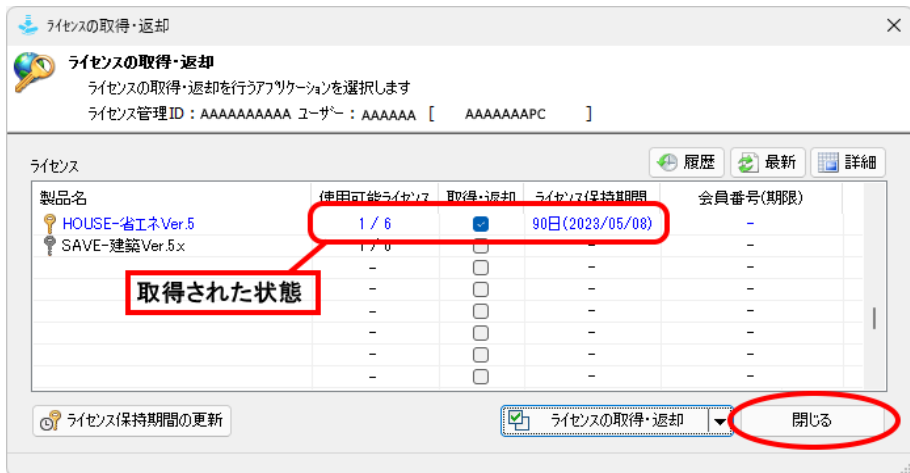 ライセンスの取得・返却
ライセンスの取得・返却
ライセンスの取得・返却を行うアプリケーションを選択します
ライセンス管理ID：AAAAAAAAAA ユーザー：AAAAAA [ AAAAAAAPC ]
ライセンス 履歴 最新 詳細
製品名 使用可能ライセンス 取得・返却 ライセンス保持期間 会員番号(期限)
HOUSE-省エネVer.5 1 / 6 90日(2023/05/08) -
SAVE-建築Ver.5x - -
- - -
取得された状態 - - -
- - -
- - -
- - -
- - -
ライセンス保持期間の更新 ライセンスの取得・返却 閉じる